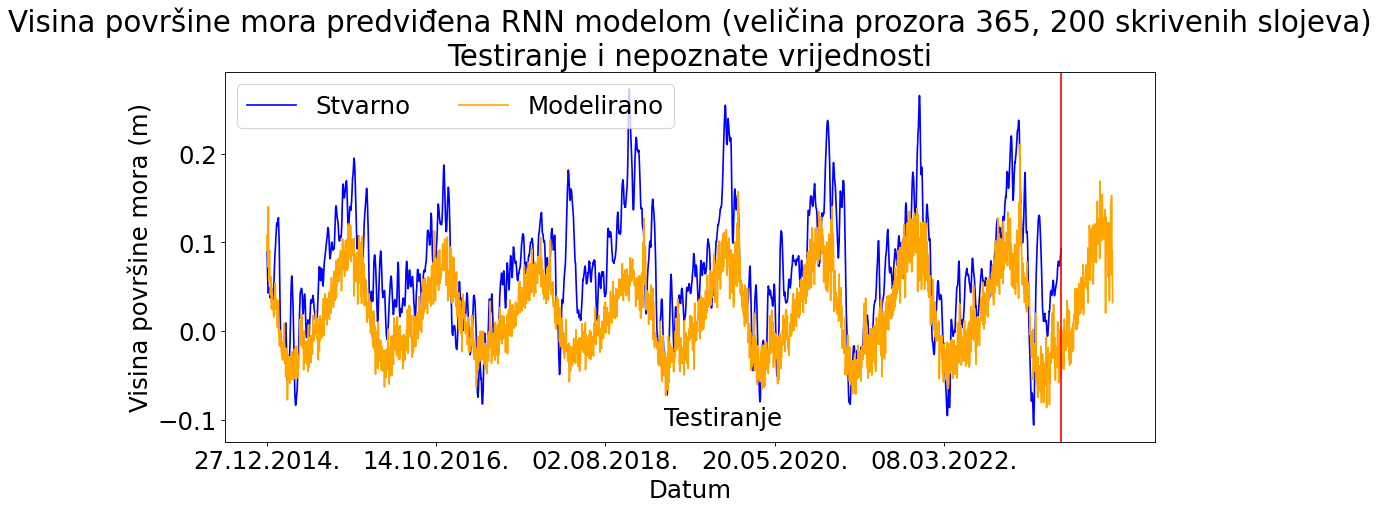 Visina površine mora predviđena RNN modelom (veličina prozora 365, 200 skrivenih slojeva)
Testiranje i nepoznate vrijednosti
Stvarno Modelirano
Visina površine mora (m)
0.2
0.1
0.0
−0.1
Testiranje
27.12.2014. 14.10.2016. 02.08.2018. 20.05.2020. 08.03.2022.
Datum